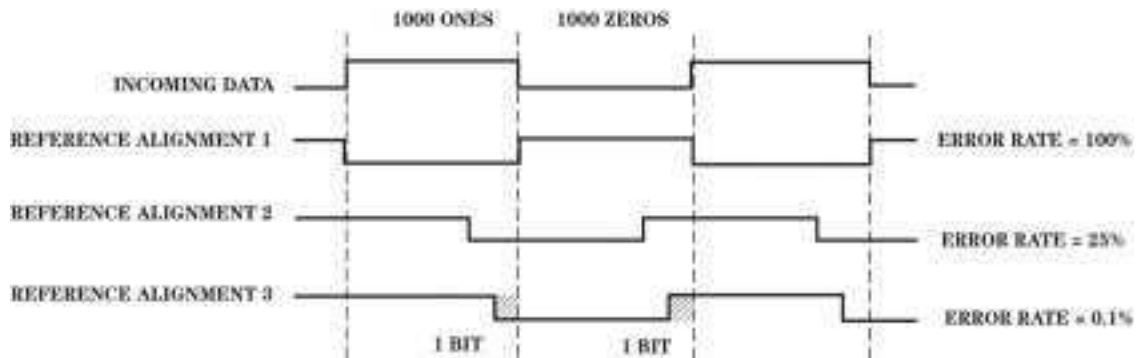 1000 ONES 1000 ZEROS
INCOMING DATA
REFERENCE ALIGNMENT 1 ERROR RATE = 100%
REFERENCE ALIGNMENT 2 ERROR RATE = 25%
REFERENCE ALIGNMENT 3 ERROR RATE = 0.1%
1 BIT 1 BIT